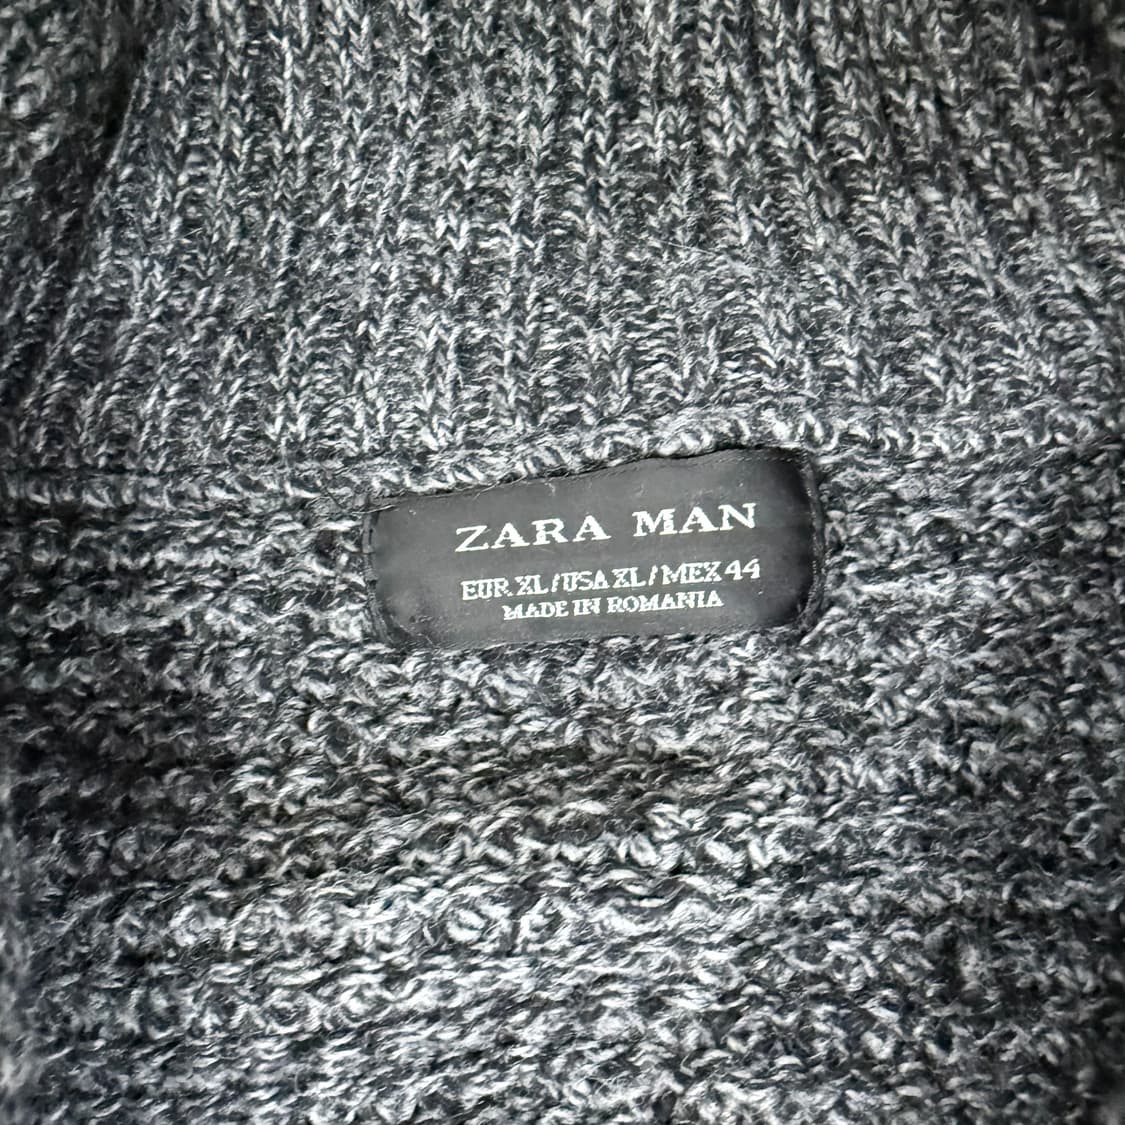 ZARA MAN
EUR XL / USA XL / MEX 44
MADE IN ROMANIA